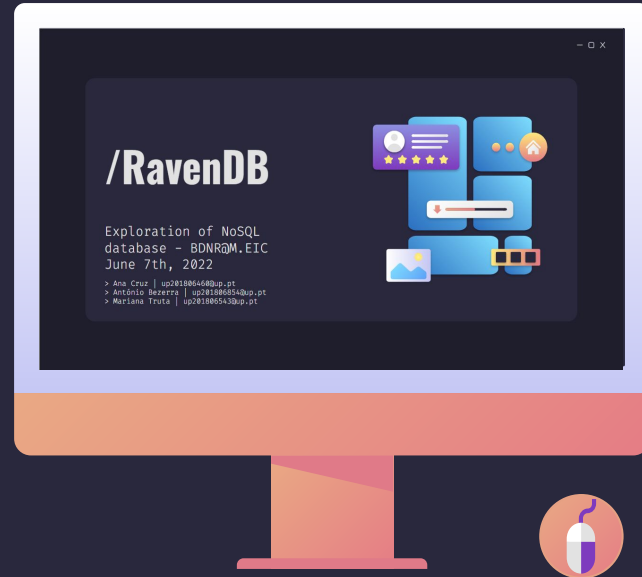 /RavenDB
Exploration of NoSQL
database - BDNR@M.EIC
June 7th, 2022
> Ana Cruz | up201806460@up.pt
> António Bezerra | up201806854@up.pt
> Mariana Truta | up201806543@up.pt